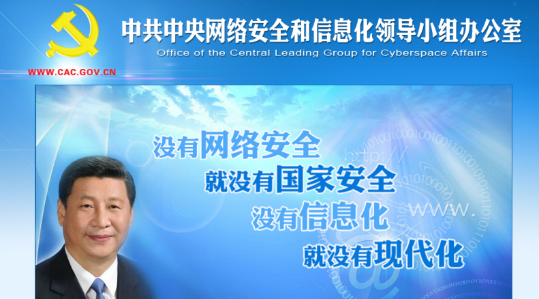 中共中央网络安全和信息化领导小组办公室
Office of the Central Leading Group for Cyberspace Affairs
WWW.CAC.GOV.CN
没有网络安全
就没有国家安全
没有信息化
www.
就没有现代化
@